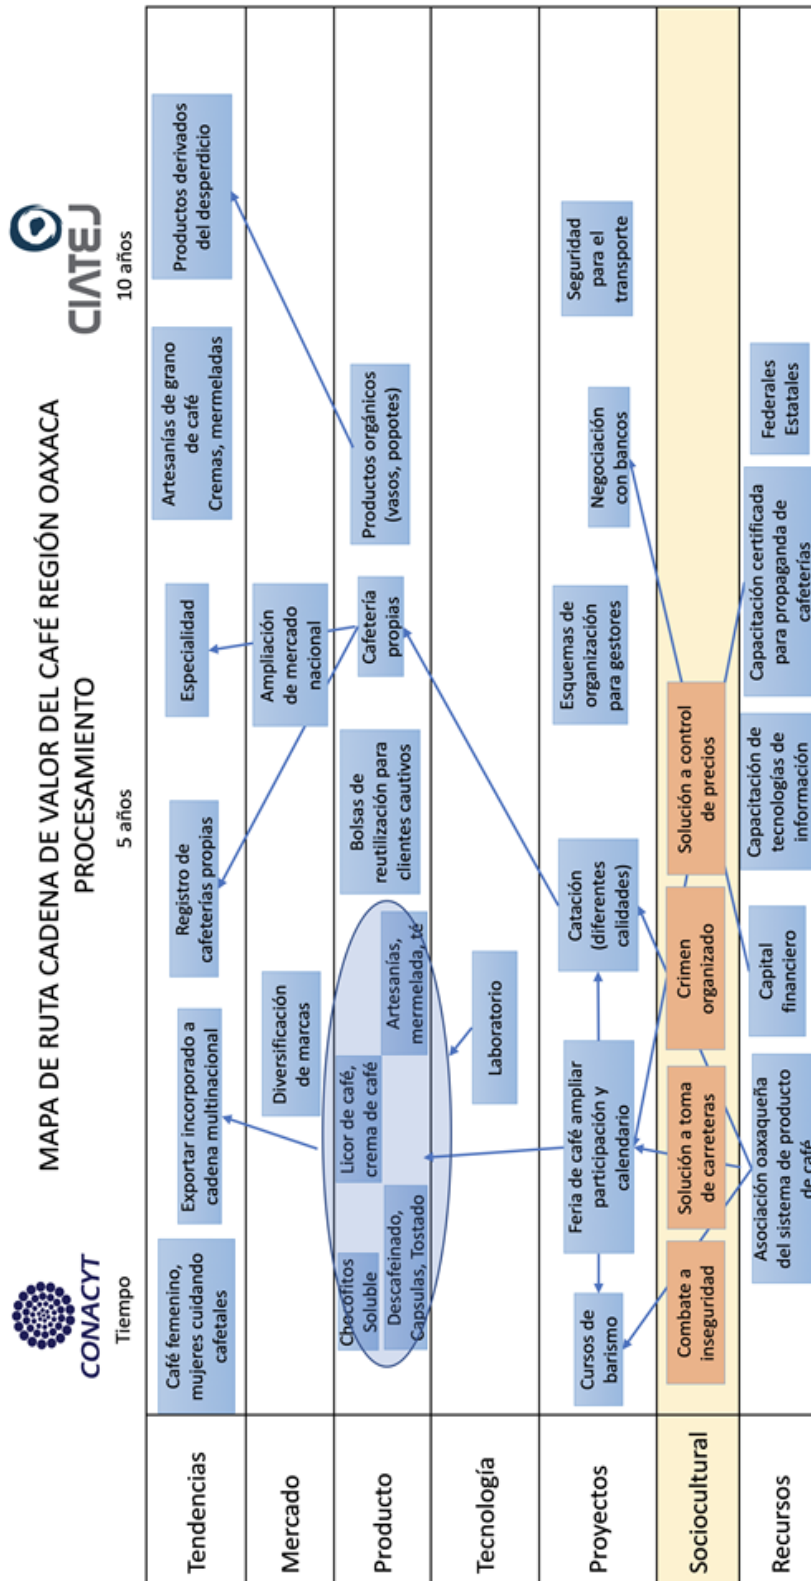 MAPA DE RUTA CADENA DE VALOR DEL CAFÉ REGIÓN OAXACA
PROCESAMIENTO
CONACYT
CIATEJ
Tiempo
5 años
10 años
Tendencias
Café femenino,
mujeres cuidando
cafetales
Exportar incorporado a
cadena multinacional
Registro de
cafeterías propias
Especialidad
Artesanías de grano
de café
Cremas, mermeladas
Productos derivados
del desperdicio
Mercado
Diversificación
de marcas
Ampliación
de mercado
nacional
Producto
Chocofitos
Soluble
Descafeinado,
Capsulas, Tostado
Licor de café,
crema de café
Artesanías,
mermelada, té
Bolsas de
reutilización para
clientes cautivos
Cafetería
propias
Productos orgánicos
(vasos, popotes)
Tecnología
Laboratorio
Proyectos
Cursos de
barismo
Feria de café ampliar
participación y
calendario
Catación
(diferentes
calidades)
Esquemas de
organización
para gestores
Negociación
con bancos
Seguridad
para el
transporte
Sociocultural
Combate a
inseguridad
Solución a toma
de carreteras
Crimen
organizado
Solución a control
de precios
Recursos
Asociación oaxaqueña
del sistema de producto
de café
Capital
financiero
Capacitación de
tecnologías de
información
Capacitación certificada
para propaganda de
cafeterías
Federales
Estatales